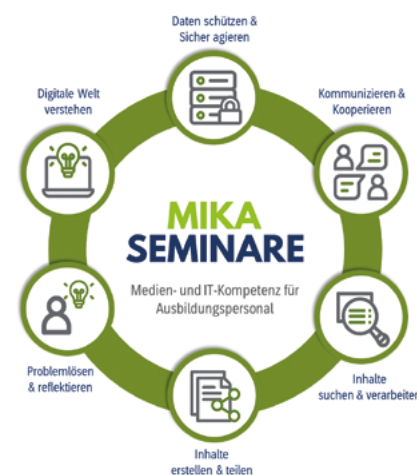 Daten schützen &
Sicher agieren
Digitale Welt
verstehen
Kommunizieren &
Kooperieren
MIKA
SEMINARE
Medien- und IT-Kompetenz für
Ausbildungspersonal
Problemlösen
& reflektieren
Inhalte
suchen & verarbeiten
Inhalte
erstellen & teilen